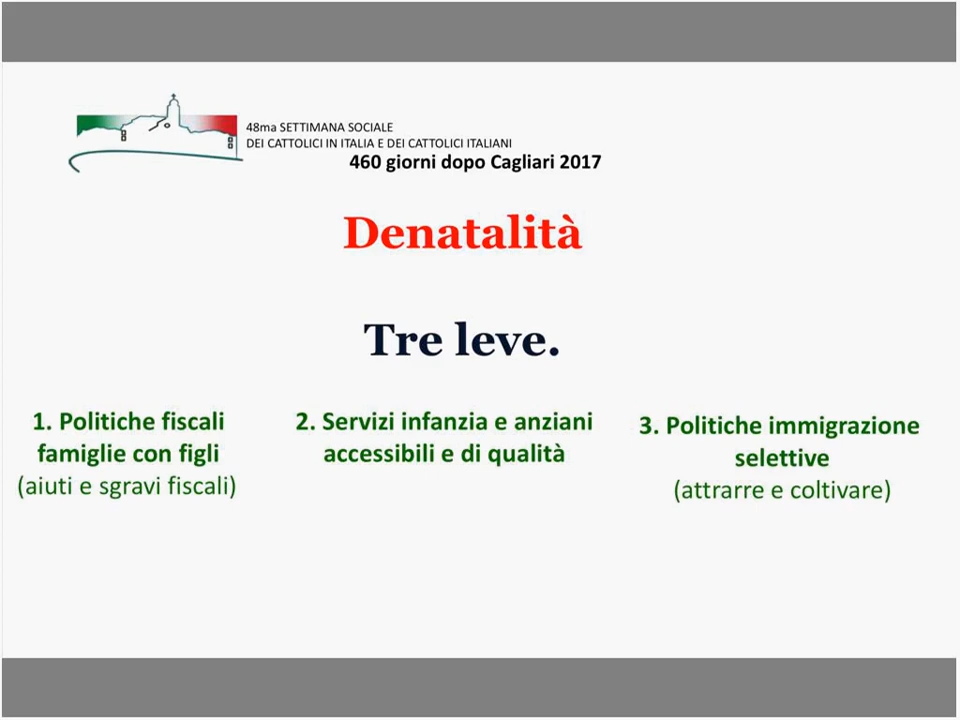 48ma SETTIMANA SOCIALE
DEI CATTOLICI IN ITALIA E DEI CATTOLICI ITALIANI
460 giorni dopo Cagliari 2017
Denatalità
Tre leve.
1. Politiche fiscali
famiglie con figli
(aiuti e sgravi fiscali)
2. Servizi infanzia e anziani
accessibili e di qualità
3. Politiche immigrazione
selettive
(attrarre e coltivare)